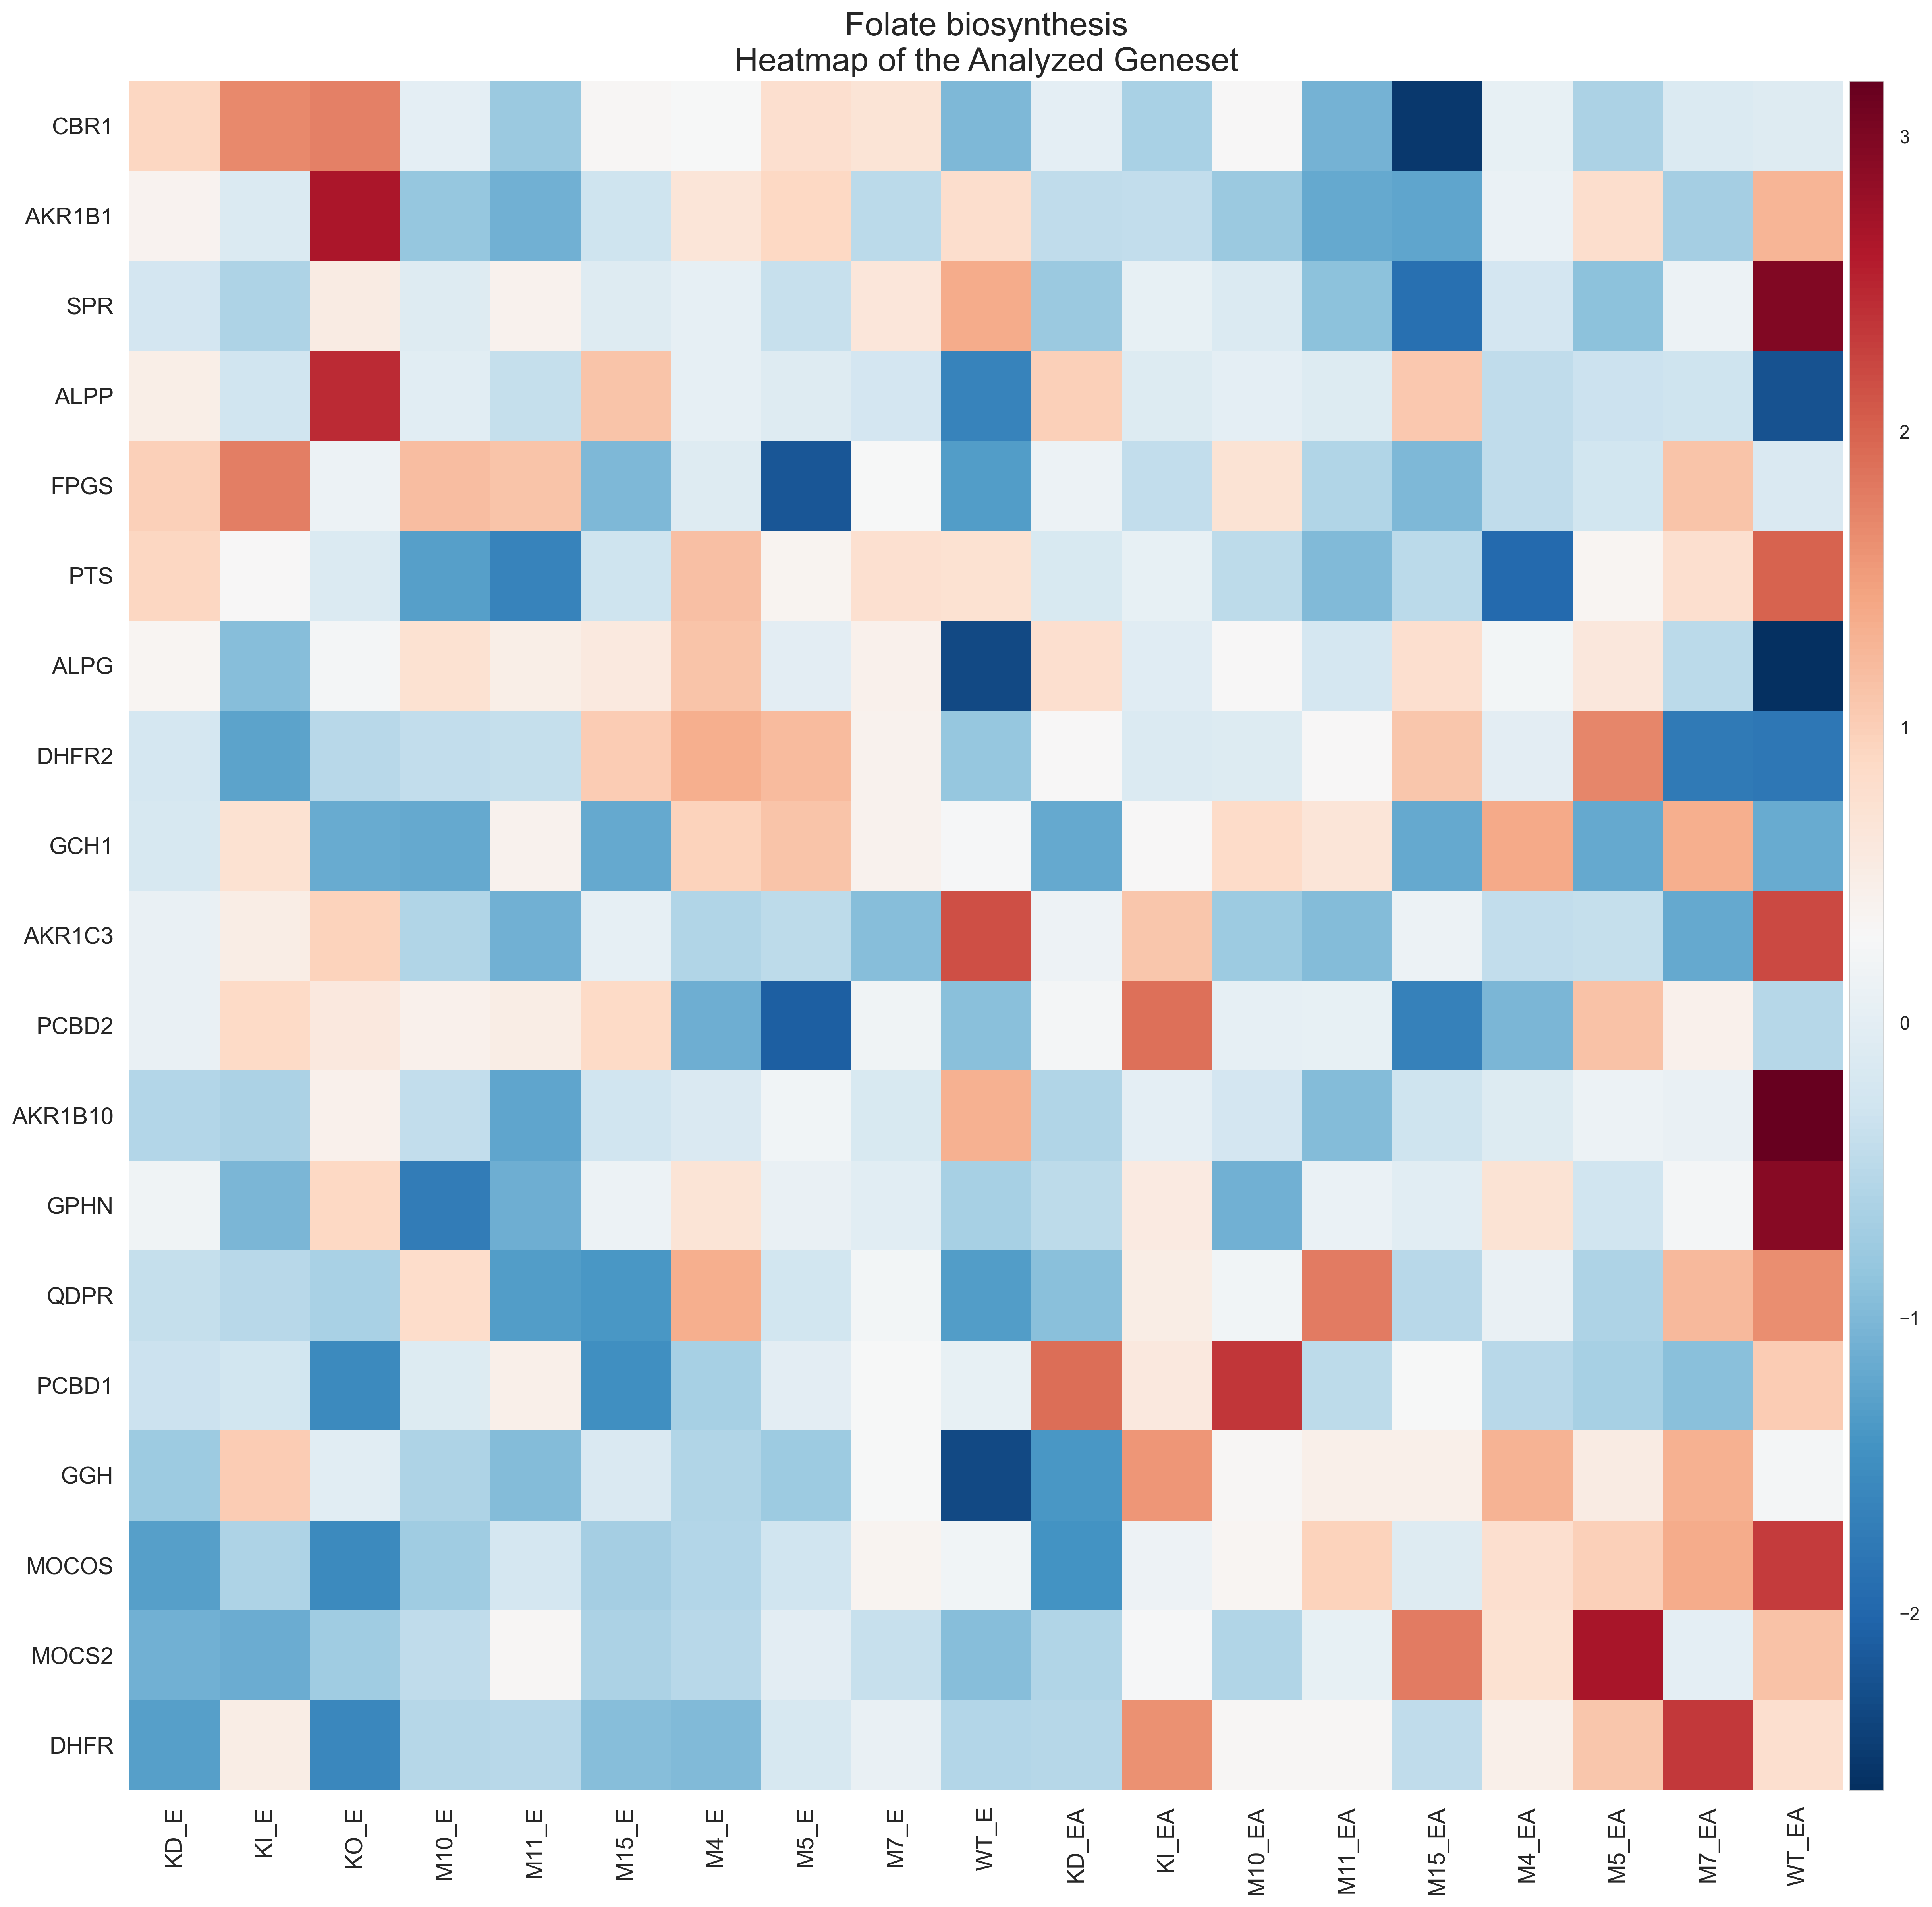 Folate biosynthesis
Heatmap of the Analyzed Geneset
CBR1
AKR1B1
SPR
ALPP
FPGS
PTS
ALPG
DHFR2
GCH1
AKR1C3
PCBD2
AKR1B10
GPHN
QDPR
PCBD1
GGH
MOCOS
MOCS2
DHFR
KD_E
KI_E
KO_E
M10_E
M11_E
M15_E
M4_E
M5_E
M7_E
WT_E
KD_EA
KI_EA
M10_EA
M11_EA
M15_EA
M4_EA
M5_EA
M7_EA
WT_EA
3
2
1
0
−1
−2